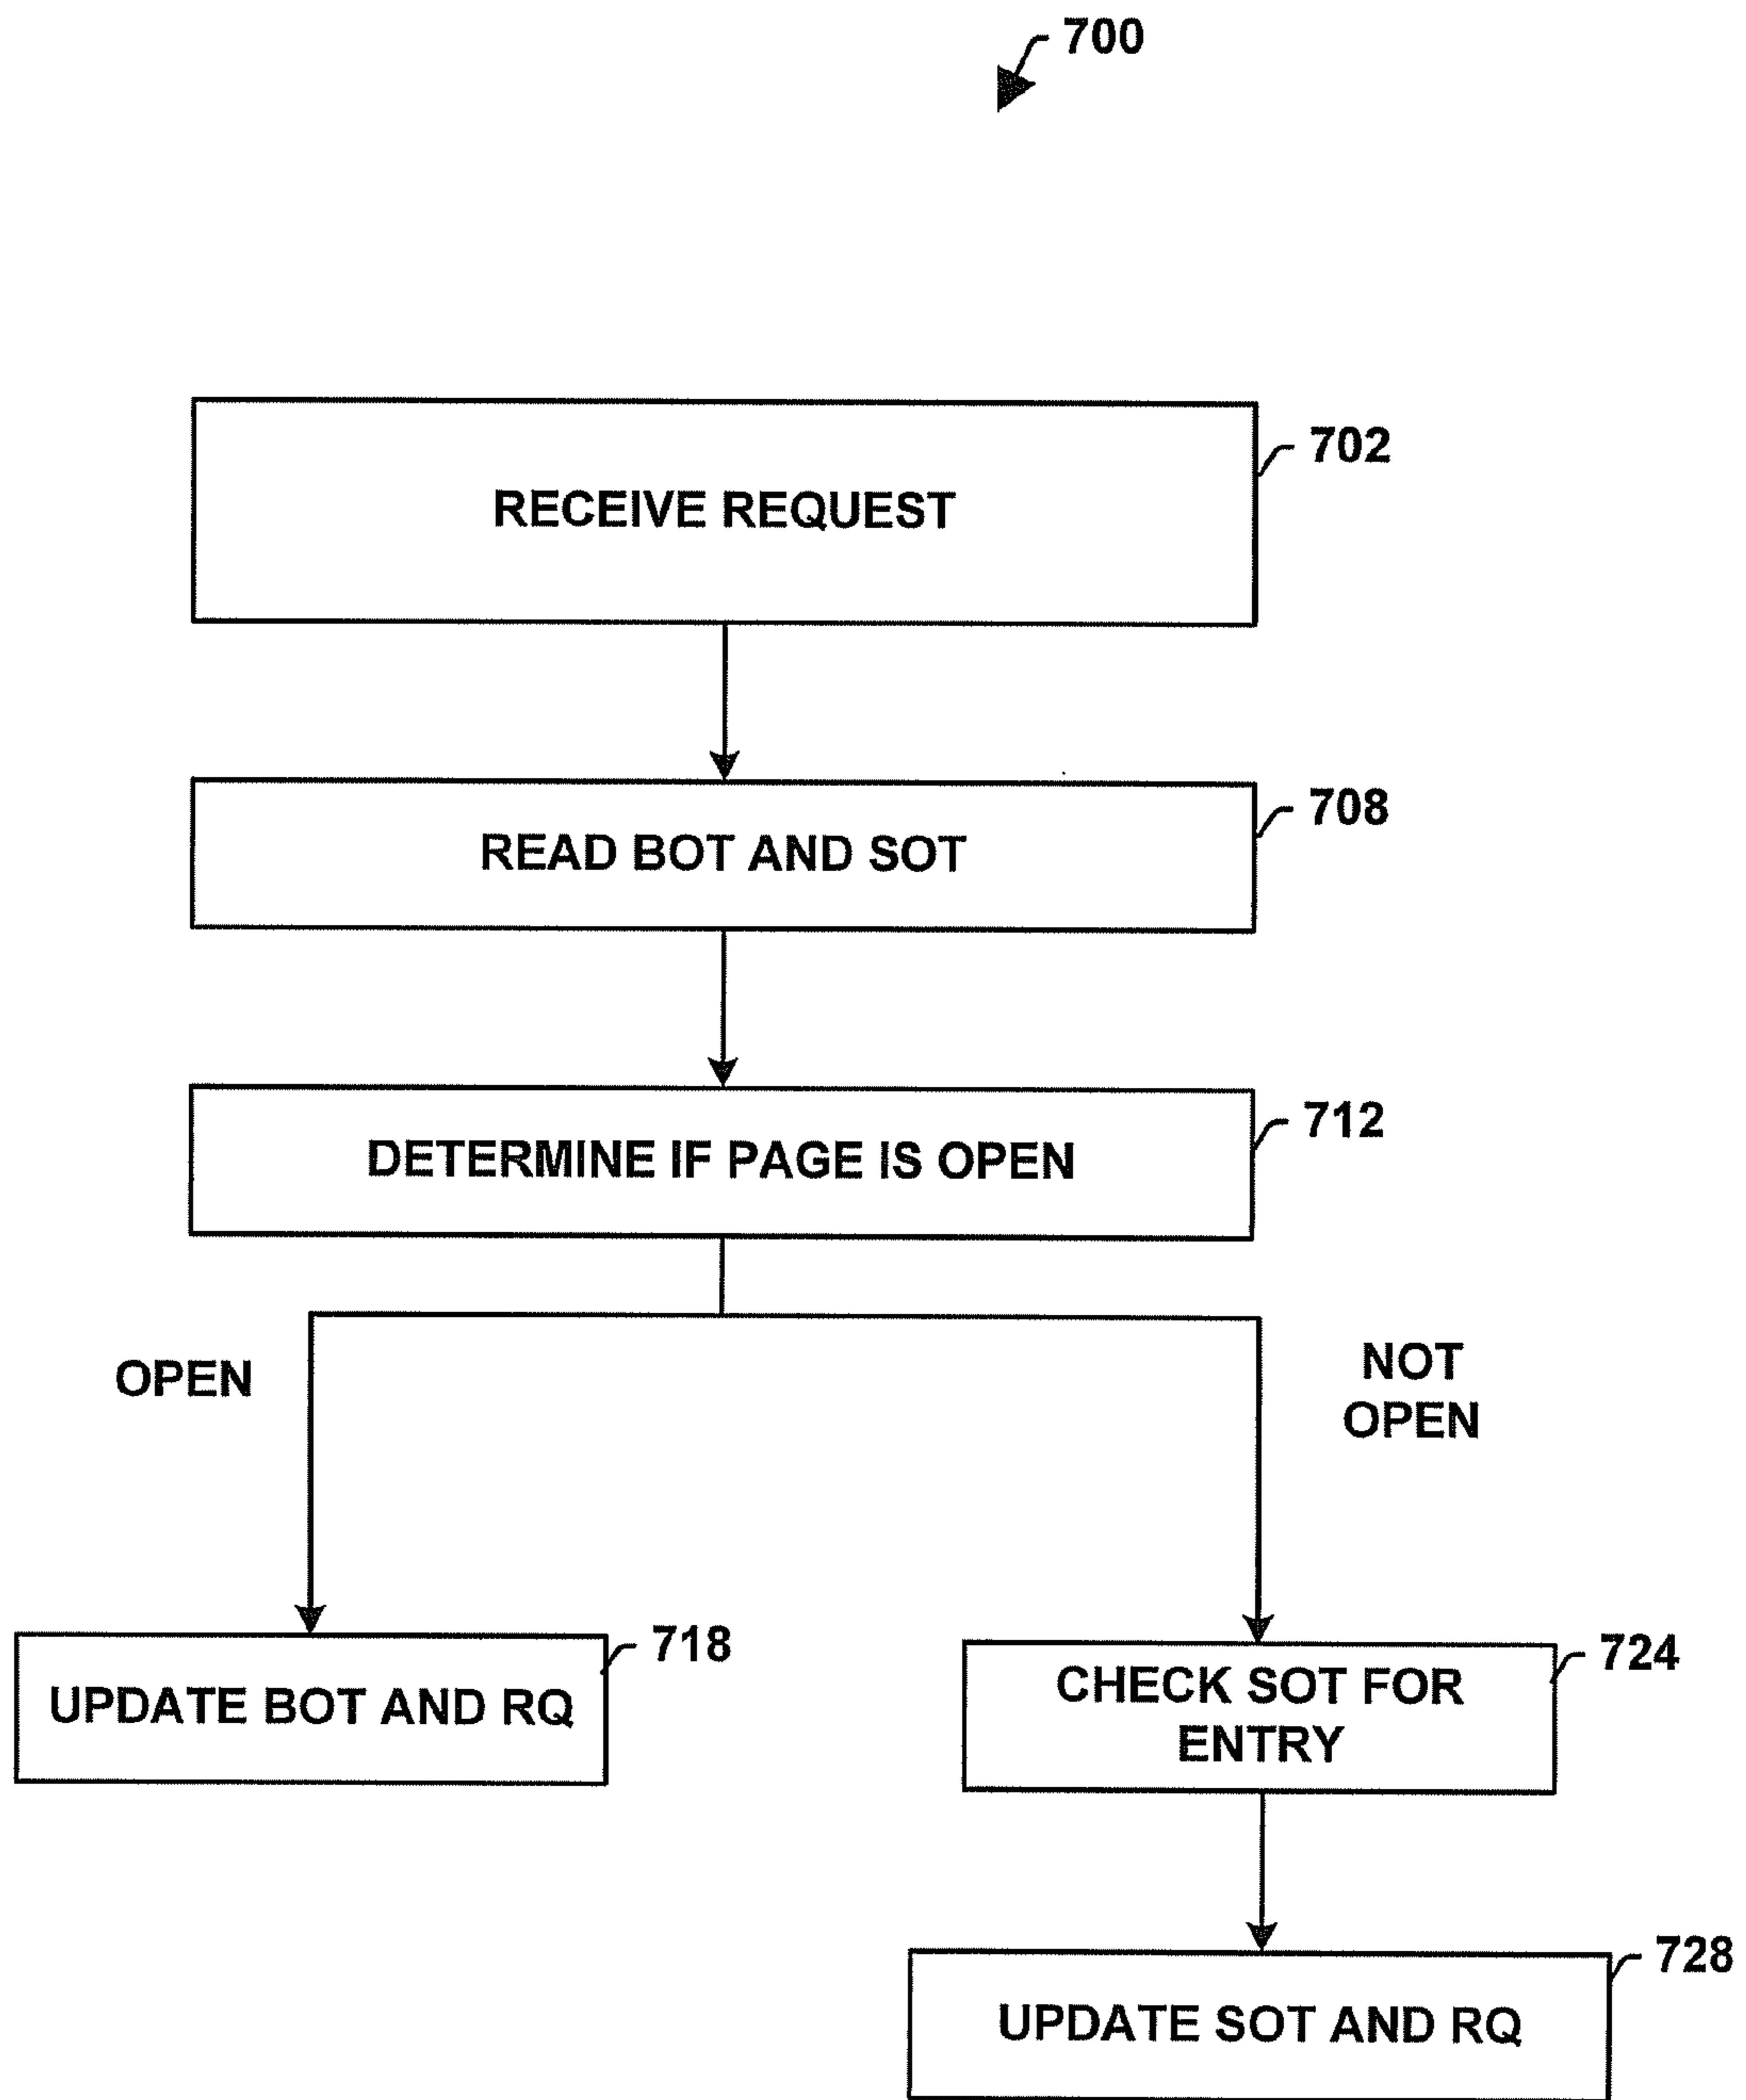 700
RECEIVE REQUEST
702
READ BOT AND SOT
708
DETERMINE IF PAGE IS OPEN
712
OPEN
NOT
OPEN
UPDATE BOT AND RQ
718
CHECK SOT FOR
ENTRY
724
UPDATE SOT AND RQ
728